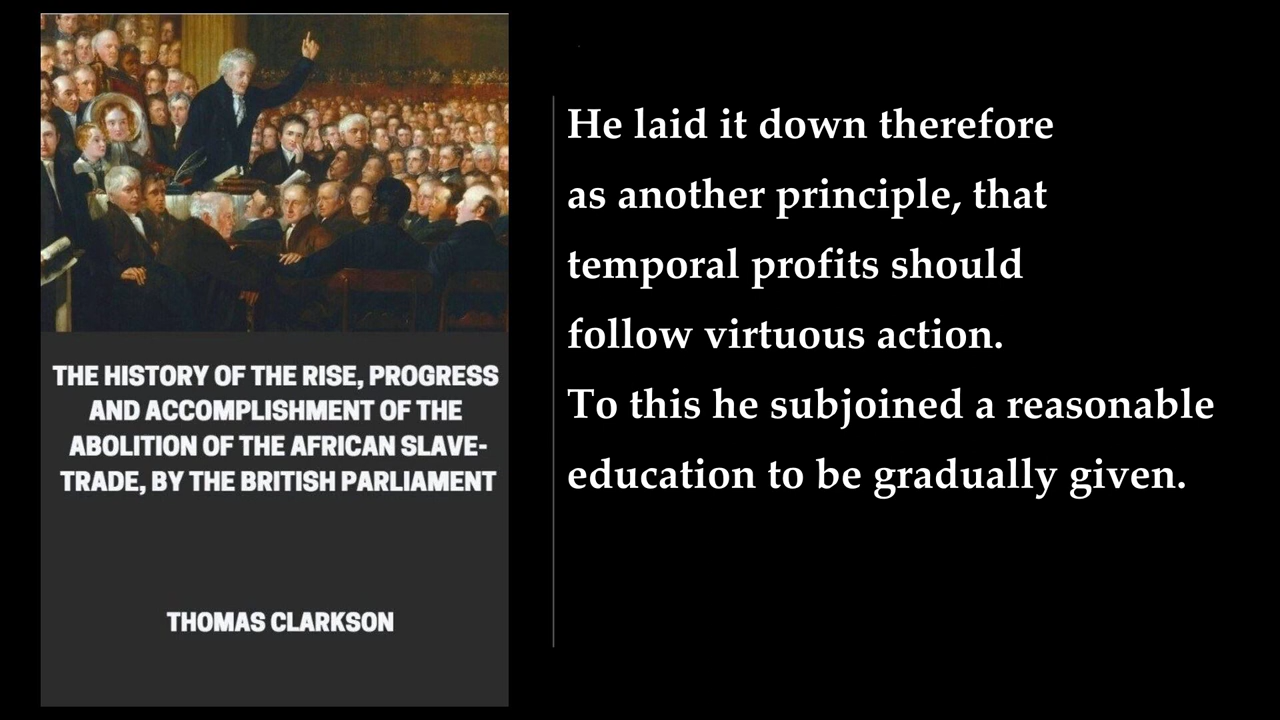 THE HISTORY OF THE RISE, PROGRESS
AND ACCOMPLISHMENT OF THE
ABOLITION OF THE AFRICAN SLAVE-
TRADE, BY THE BRITISH PARLIAMENT
THOMAS CLARKSON
He laid it down therefore
as another principle, that
temporal profits should
follow virtuous action.
To this he subjoined a reasonable
education to be gradually given.